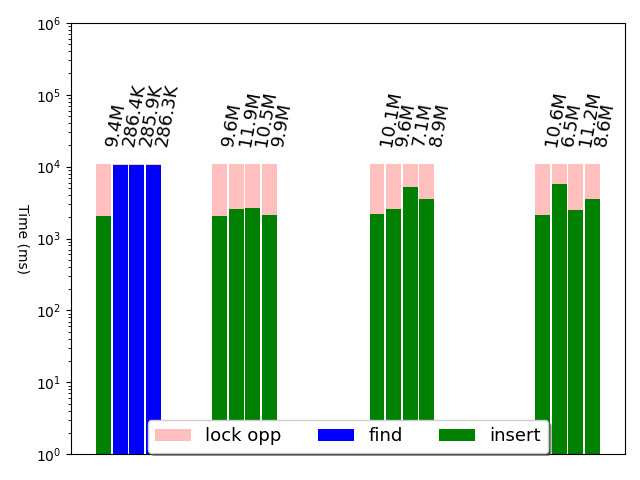 10^6
10^5
10^4
10^3
10^2
10^1
10^0
Time (ms)
9.4M
286.4K
285.9K
286.3K
9.6M
11.9M
10.5M
9.9M
10.1M
9.6M
7.1M
8.9M
10.6M
6.5M
11.2M
8.6M
lock opp find insert